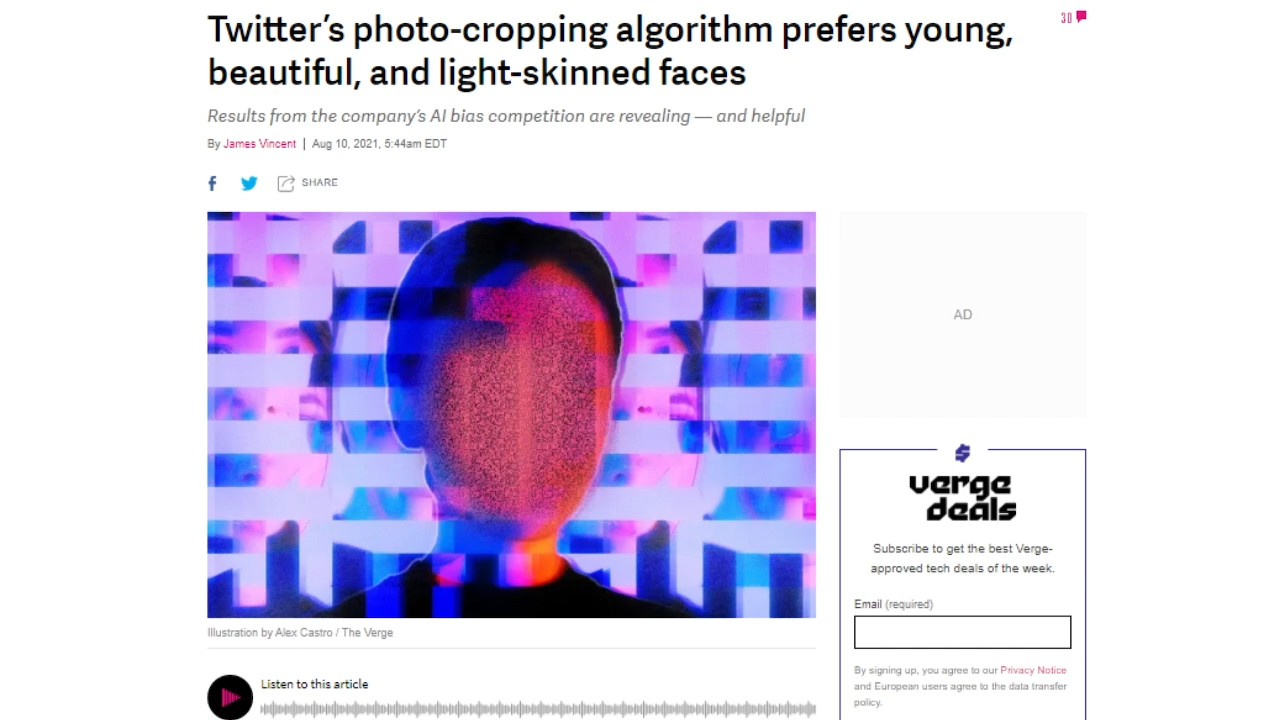 Twitter's photo-cropping algorithm prefers young,
beautiful, and light-skinned faces
30
Results from the company's AI bias competition are revealing — and helpful
By James Vincent | Aug 10, 2021, 5:44am EDT
SHARE
AD
Illustration by Alex Castro / The Verge
Listen to this article
verge
deals
Subscribe to get the best Verge-
approved tech deals of the week.
Email (required)
By signing up, you agree to our Privacy Notice
and European users agree to the data transfer
policy.